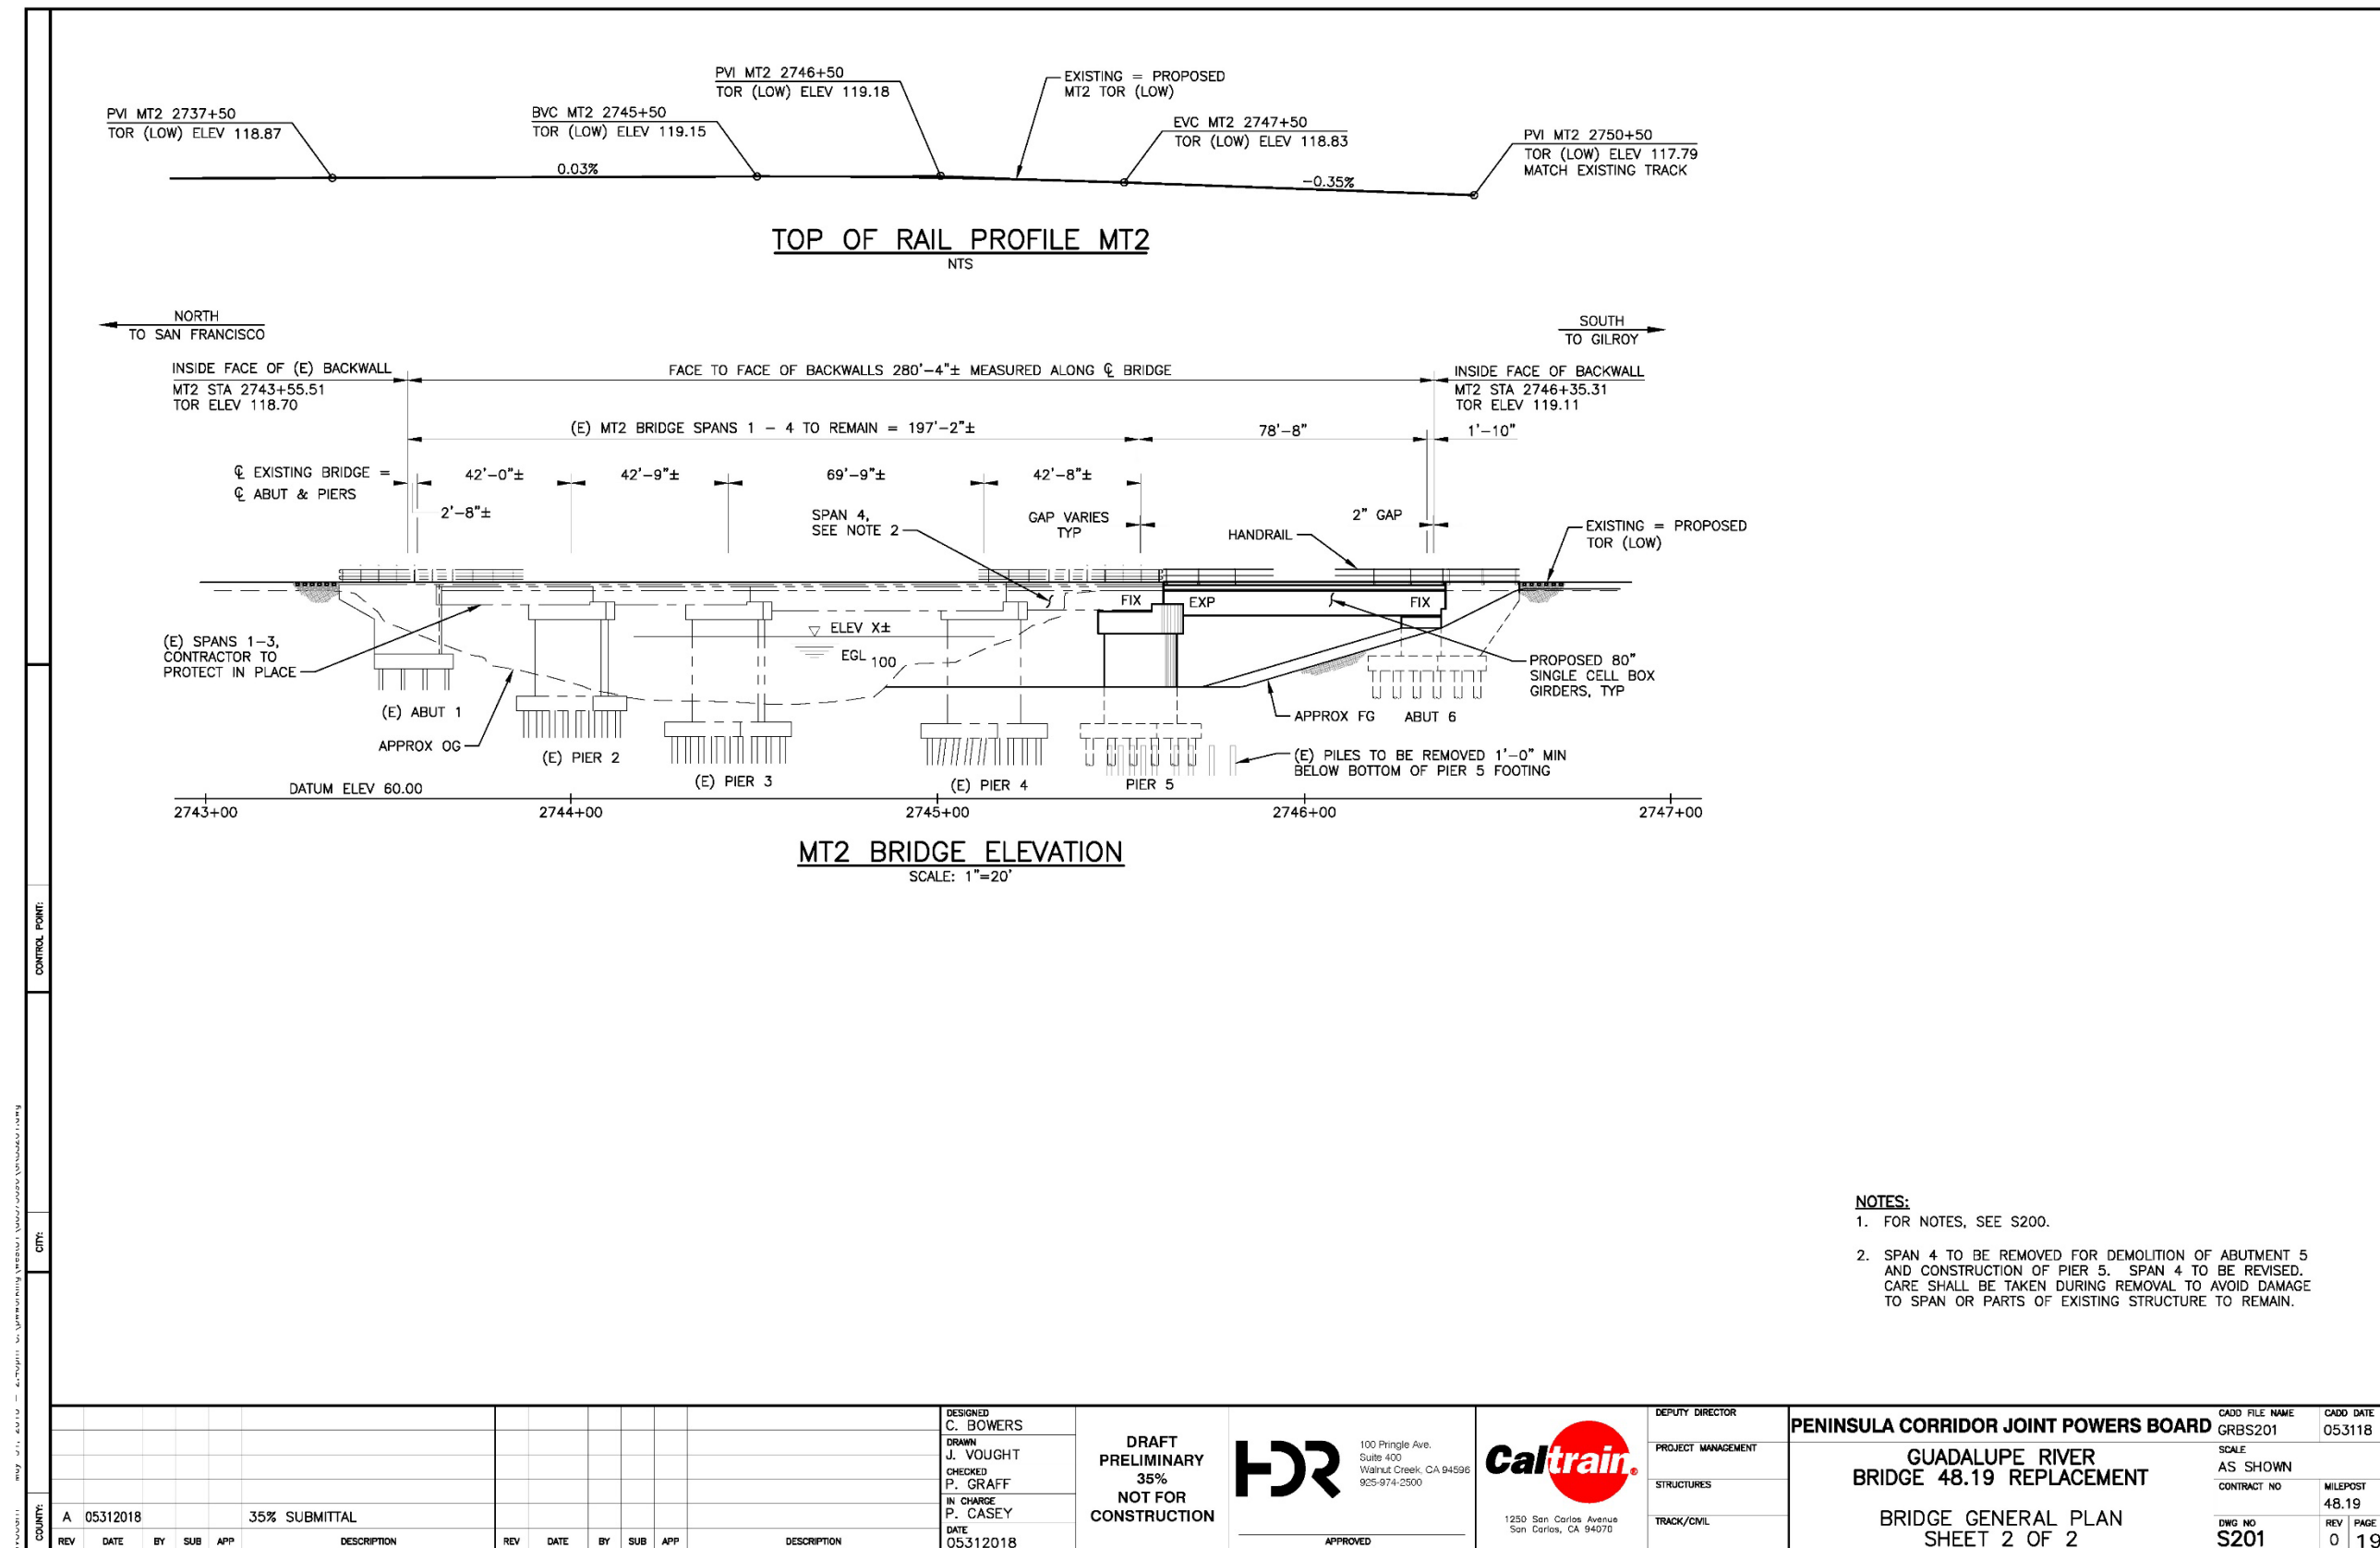 PVI MT2 2737+50
TOR (LOW) ELEV 118.87
BVC MT2 2745+50
TOR (LOW) ELEV 119.15
PVI MT2 2746+50
TOR (LOW) ELEV 119.18
EXISTING = PROPOSED
MT2 TOR (LOW)
EVC MT2 2747+50
TOR (LOW) ELEV 118.83
PVI MT2 2750+50
TOR (LOW) ELEV 117.79
MATCH EXISTING TRACK
0.03%
-0.35%
TOP OF RAIL PROFILE MT2
NTS
NORTH
TO SAN FRANCISCO
SOUTH
TO GILROY
INSIDE FACE OF (E) BACKWALL
MT2 STA 2743+55.51
TOR ELEV 118.70
FACE TO FACE OF BACKWALLS 280'-4"± MEASURED ALONG ℄ BRIDGE
INSIDE FACE OF BACKWALL
MT2 STA 2746+35.31
TOR ELEV 119.11
(E) MT2 BRIDGE SPANS 1 - 4 TO REMAIN = 197'-2"±
78'-8"
1'-10"
℄ EXISTING BRIDGE =
℄ ABUT & PIERS
42'-0"±
42'-9"±
69'-9"±
42'-8"±
2'-8"±
SPAN 4,
SEE NOTE 2
GAP VARIES
TYP
2" GAP
HANDRAIL
EXISTING = PROPOSED
TOR (LOW)
FIX
EXP
FIX
(E) SPANS 1-3,
CONTRACTOR TO
PROTECT IN PLACE
ELEV X±
EGL 100
PROPOSED 80"
SINGLE CELL BOX
GIRDERS, TYP
(E) ABUT 1
APPROX OG
(E) PIER 2
(E) PIER 3
(E) PIER 4
PIER 5
APPROX FG
ABUT 6
(E) PILES TO BE REMOVED 1'-0" MIN
BELOW BOTTOM OF PIER 5 FOOTING
DATUM ELEV 60.00
2743+00
2744+00
2745+00
2746+00
2747+00
MT2 BRIDGE ELEVATION
SCALE: 1"=20'
CONTROL POINT:
CITY:
COUNTY:
NOTES:
1. FOR NOTES, SEE S200.
2. SPAN 4 TO BE REMOVED FOR DEMOLITION OF ABUTMENT 5
AND CONSTRUCTION OF PIER 5. SPAN 4 TO BE REVISED.
CARE SHALL BE TAKEN DURING REMOVAL TO AVOID DAMAGE
TO SPAN OR PARTS OF EXISTING STRUCTURE TO REMAIN.
A 05312018 35% SUBMITTAL
REV DATE BY SUB APP DESCRIPTION REV DATE BY SUB APP DESCRIPTION
DESIGNED
C. BOWERS
DRAWN
J. VOUGHT
CHECKED
P. GRAFF
IN CHARGE
P. CASEY
DATE
05312018
DRAFT
PRELIMINARY
35%
NOT FOR
CONSTRUCTION
HDR
100 Pringle Ave.
Suite 400
Walnut Creek, CA 94596
925-974-2500
APPROVED
Caltrain®
1250 San Carlos Avenue
San Carlos, CA 94070
DEPUTY DIRECTOR
PROJECT MANAGEMENT
STRUCTURES
TRACK/CIVIL
PENINSULA CORRIDOR JOINT POWERS BOARD
GUADALUPE RIVER
BRIDGE 48.19 REPLACEMENT
BRIDGE GENERAL PLAN
SHEET 2 OF 2
CADD FILE NAME
GRBS201
CADD DATE
053118
SCALE
AS SHOWN
CONTRACT NO
MILEPOST
48.19
DWG NO
S201
REV
0
PAGE
19